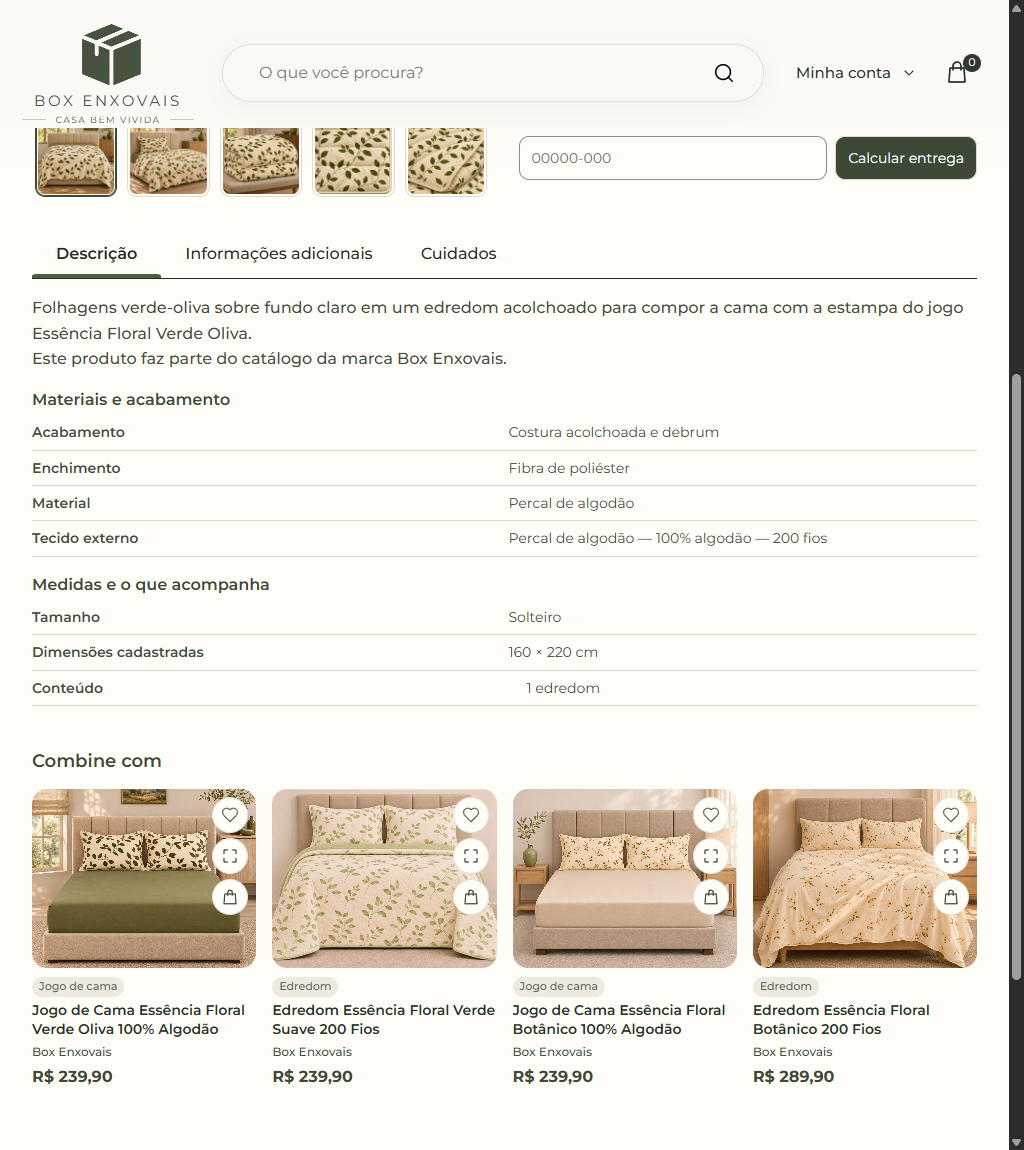 BOX ENXOVAIS
CASA BEM VIVIDA
O que você procura?
Minha conta
0
00000-000
Calcular entrega
Descrição
Informações adicionais
Cuidados
Folhagens verde-oliva sobre fundo claro em um edredom acolchoado para compor a cama com a estampa do jogo
Essência Floral Verde Oliva.
Este produto faz parte do catálogo da marca Box Enxovais.
Materiais e acabamento
Acabamento Costura acolchoada e debrum
Enchimento Fibra de poliéster
Material Percal de algodão
Tecido externo Percal de algodão — 100% algodão — 200 fios
Medidas e o que acompanha
Tamanho Solteiro
Dimensões cadastradas 160 × 220 cm
Conteúdo 1 edredom
Combine com
Jogo de cama
Jogo de Cama Essência Floral
Verde Oliva 100% Algodão
Box Enxovais
R$ 239,90
Edredom
Edredom Essência Floral Verde
Suave 200 Fios
Box Enxovais
R$ 239,90
Jogo de cama
Jogo de Cama Essência Floral
Botânico 100% Algodão
Box Enxovais
R$ 239,90
Edredom
Edredom Essência Floral
Botânico 200 Fios
Box Enxovais
R$ 289,90